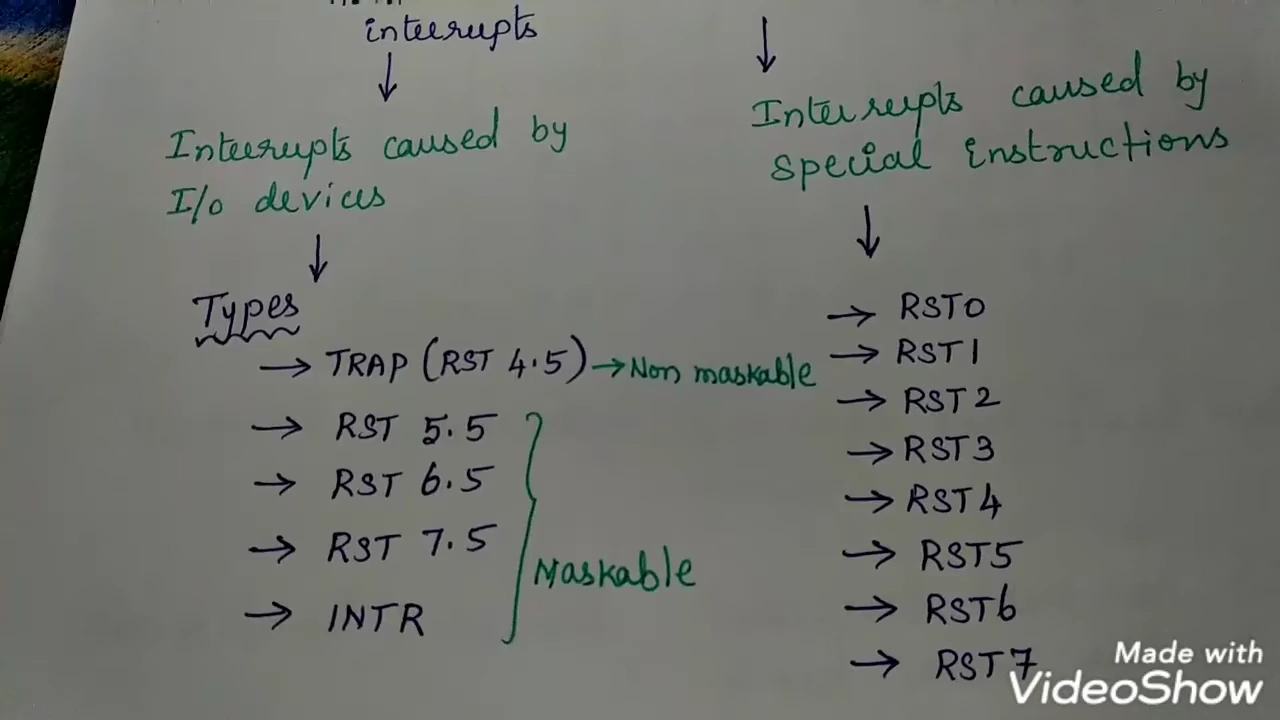 interrupts
Interrupts caused by
I/o devices
Types
→ TRAP (RST 4.5) → Non maskable
→ RST 5.5
→ RST 6.5
→ RST 7.5
→ INTR
Maskable
Interrupts caused by
special instructions
→ RST0
→ RST1
→ RST2
→ RST3
→ RST4
→ RST5
→ RST6
→ RST7
Made with
VideoShow